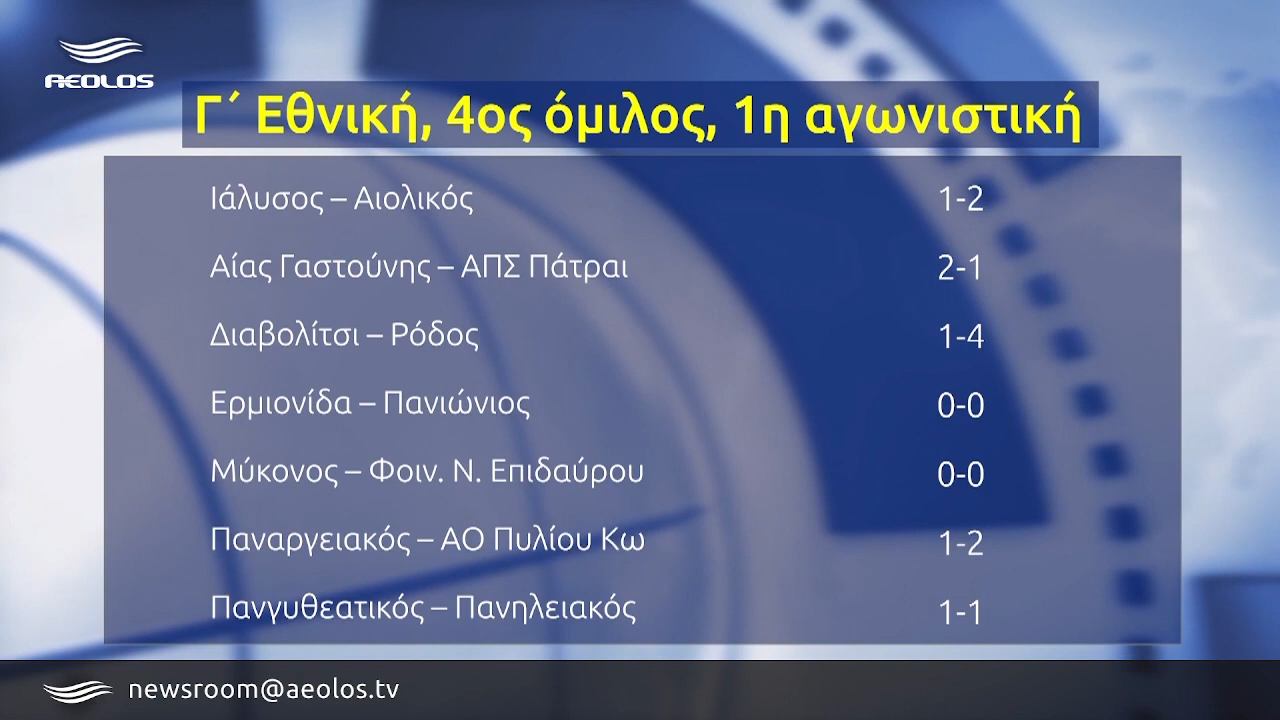 AEOLOS
Γ΄ Εθνική, 4ος όμιλος, 1η αγωνιστική
Ιάλυσος – Αιολικός 1-2
Αίας Γαστούνης – ΑΠΣ Πάτραι 2-1
Διαβολίτσι – Ρόδος 1-4
Ερμιονίδα – Πανιώνιος 0-0
Μύκονος – Φοιν. Ν. Επιδαύρου 0-0
Παναργειακός – ΑΟ Πυλίου Κω 1-2
Πανγυθεατικός – Πανηλειακός 1-1
newsroom@aeolos.tv